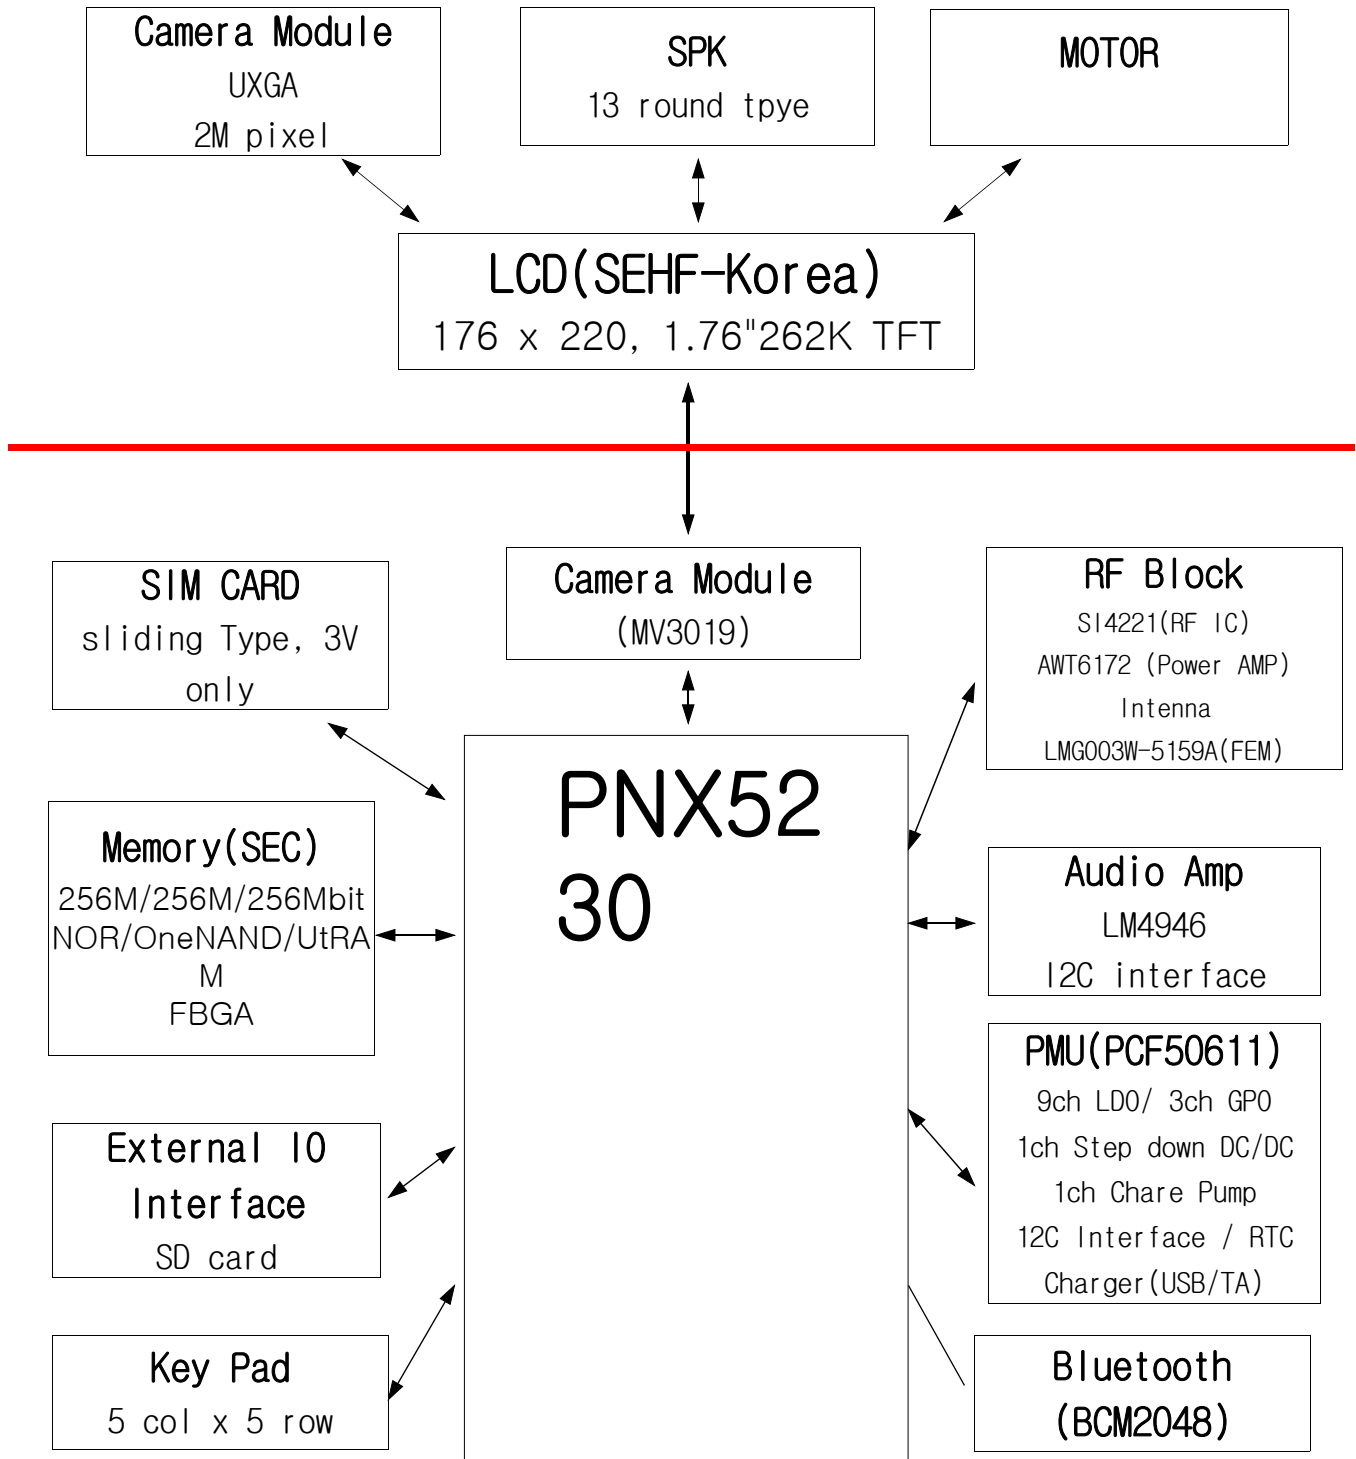 Camera Module
UXGA
2M pixel
SPK
13 round tpye
MOTOR
LCD(SEHF-Korea)
176 x 220, 1.76"262K TFT
SIM CARD
sliding Type, 3V
only
Camera Module
(MV3019)
RF Block
SI4221(RF IC)
AWT6172 (Power AMP)
Intenna
LMG003W-5159A(FEM)
PNX52
30
Memory(SEC)
256M/256M/256Mbit
NOR/OneNAND/UtRA
M
FBGA
Audio Amp
LM4946
I2C interface
PMU(PCF50611)
9ch LDO/ 3ch GPO
1ch Step down DC/DC
1ch Chare Pump
12C Interface / RTC
Charger(USB/TA)
External IO
Interface
SD card
Key Pad
5 col x 5 row
Bluetooth
(BCM2048)